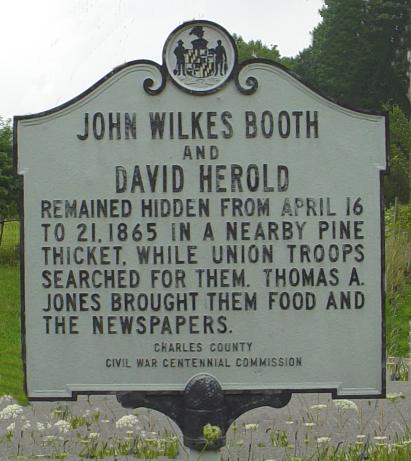 JOHN WILKES BOOTH
AND
DAVID HEROLD
REMAINED HIDDEN FROM APRIL 16
TO 21, 1865 IN A NEARBY PINE
THICKET, WHILE UNION TROOPS
SEARCHED FOR THEM. THOMAS A.
JONES BROUGHT THEM FOOD AND
THE NEWSPAPERS.
CHARLES COUNTY
CIVIL WAR CENTENNIAL COMMISSION